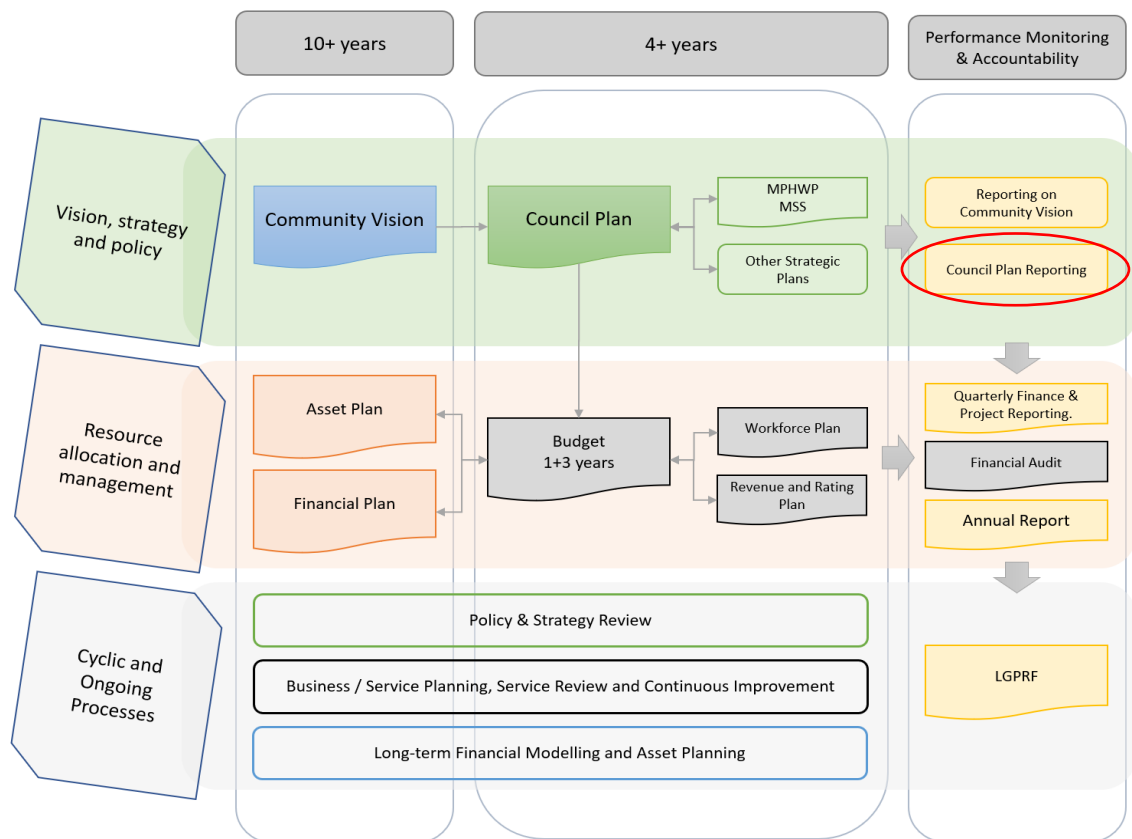 10+ years
4+ years
Performance Monitoring
& Accountability
Vision, strategy
and policy
Community Vision
Council Plan
MPHWP
MSS
Other Strategic
Plans
Reporting on
Community Vision
Council Plan Reporting
Resource
allocation and
management
Asset Plan
Financial Plan
Budget
1+3 years
Workforce Plan
Revenue and Rating
Plan
Quarterly Finance &
Project Reporting.
Financial Audit
Annual Report
Cyclic and
Ongoing
Processes
Policy & Strategy Review
Business / Service Planning, Service Review and Continuous Improvement
Long-term Financial Modelling and Asset Planning
LGPRF